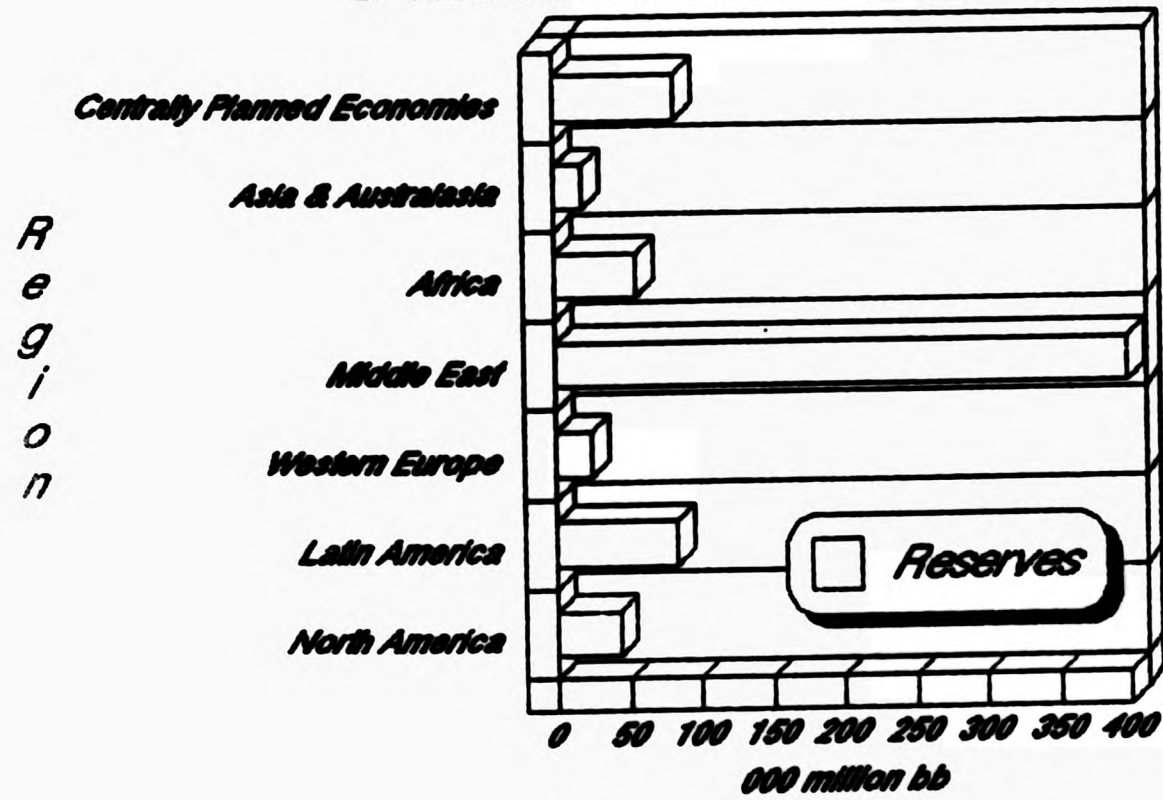 Region
Centrally Planned Economies
Asia & Australasia
Africa
Middle East
Western Europe
Latin America
North America
Reserves
0 50 100 150 200 250 300 350 400
000 million bb